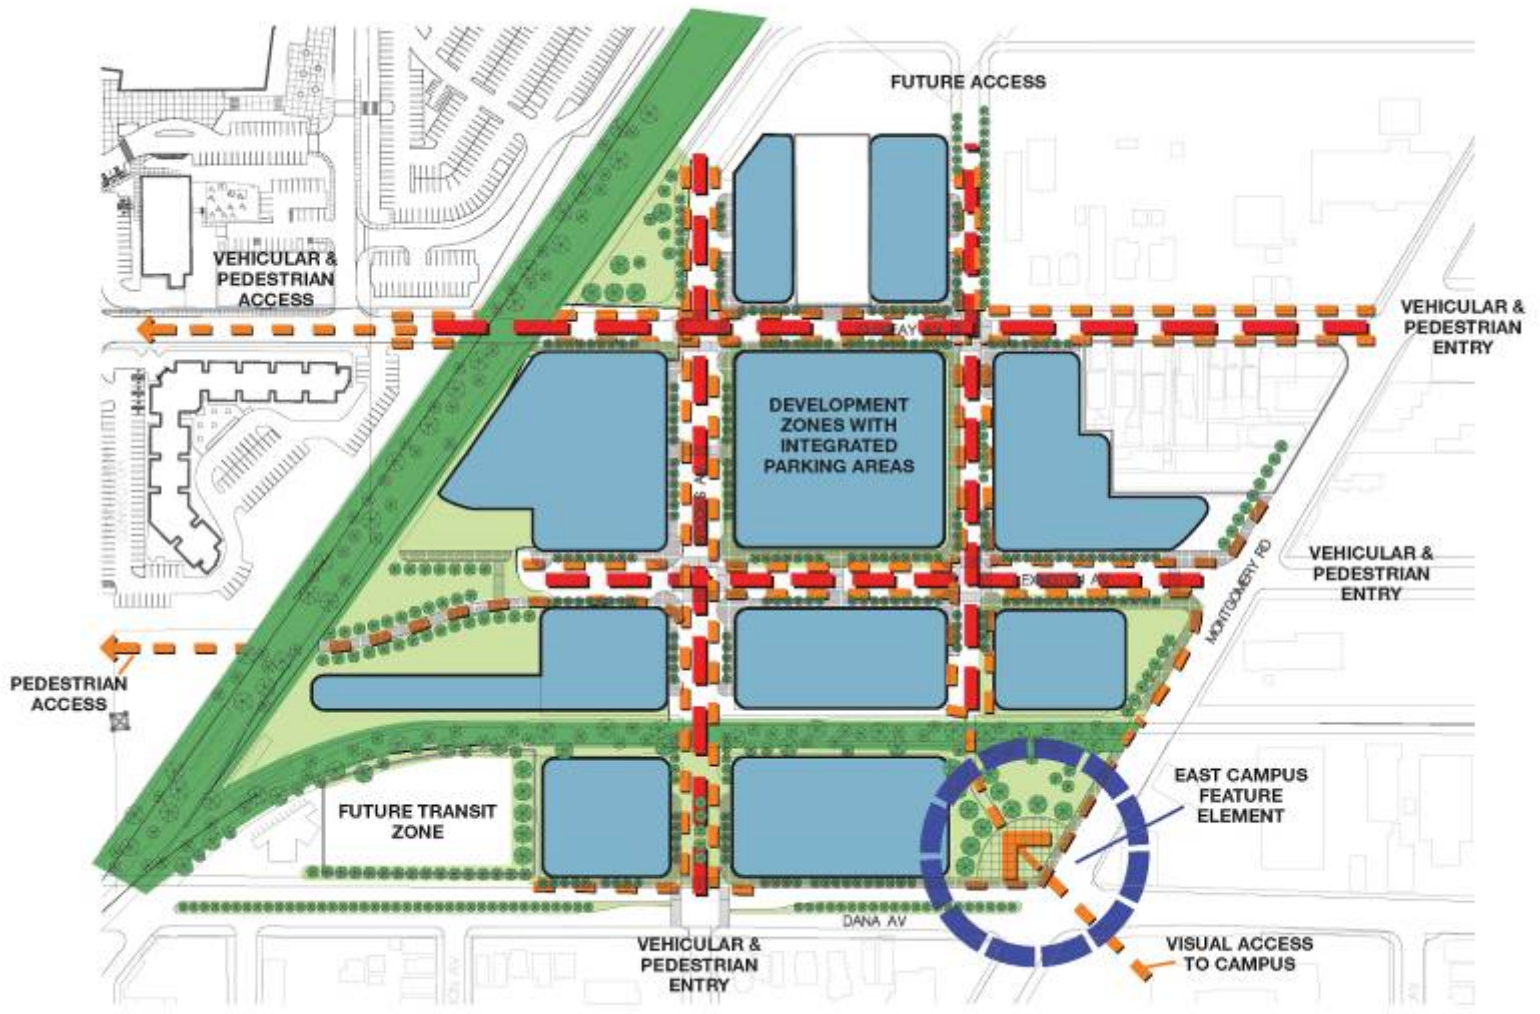 FUTURE ACCESS
VEHICULAR &
PEDESTRIAN
ACCESS
VEHICULAR &
PEDESTRIAN
ENTRY
DEVELOPMENT
ZONES WITH
INTEGRATED
PARKING AREAS
VEHICULAR &
PEDESTRIAN
ENTRY
MONTGOMERY RD
PEDESTRIAN
ACCESS
EAST CAMPUS
FEATURE
ELEMENT
FUTURE TRANSIT
ZONE
DANA AV
VEHICULAR &
PEDESTRIAN
ENTRY
VISUAL ACCESS
TO CAMPUS